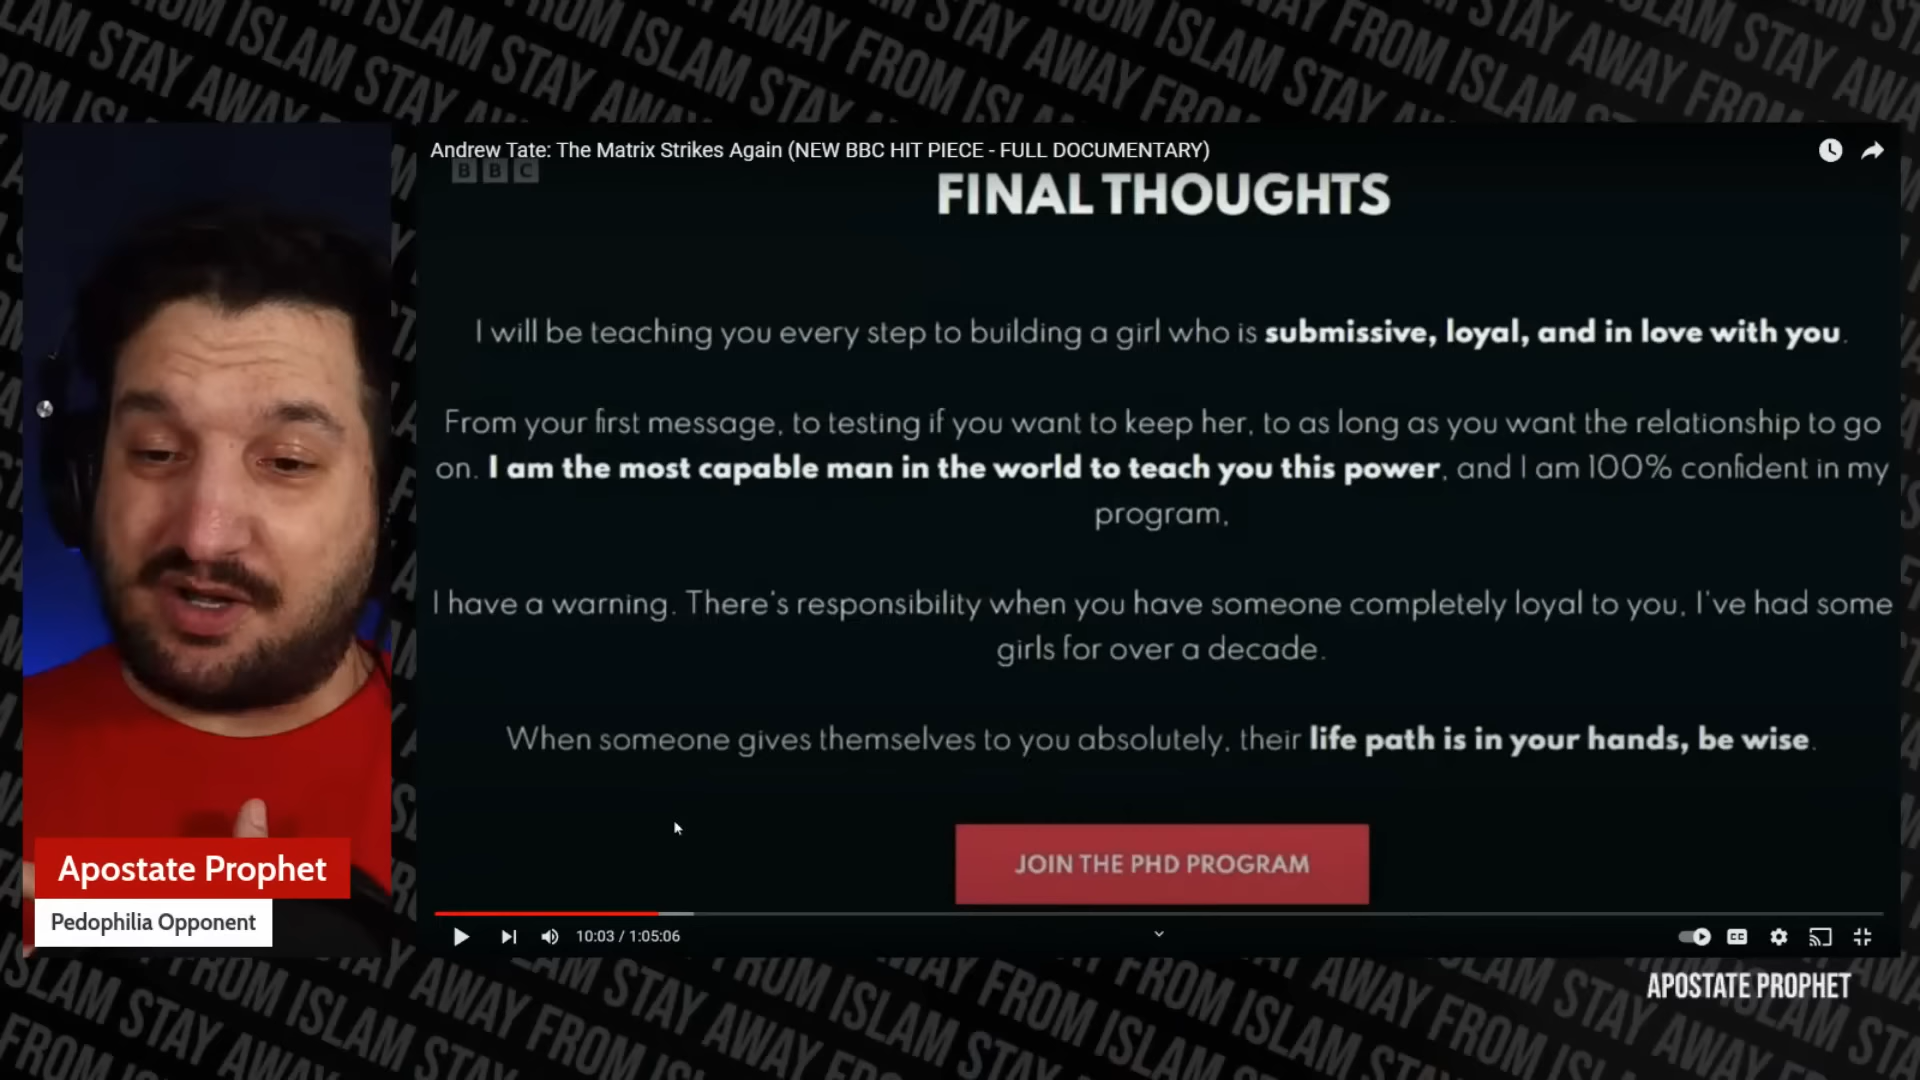 Andrew Tate: The Matrix Strikes Again (NEW BBC HIT PIECE - FULL DOCUMENTARY)
BBC
FINAL THOUGHTS
I will be teaching you every step to building a girl who is submissive, loyal, and in love with you.
From your first message, to testing if you want to keep her, to as long as you want the relationship to go
on. I am the most capable man in the world to teach you this power, and I am 100% confident in my
program,
I have a warning. There's responsibility when you have someone completely loyal to you, I've had some
girls for over a decade.
When someone gives themselves to you absolutely, their life path is in your hands, be wise.
JOIN THE PHD PROGRAM
Apostate Prophet
Pedophilia Opponent
10:03 / 1:05:06
CC
APOSTATE PROPHET
STAY AWAY FROM ISLAM